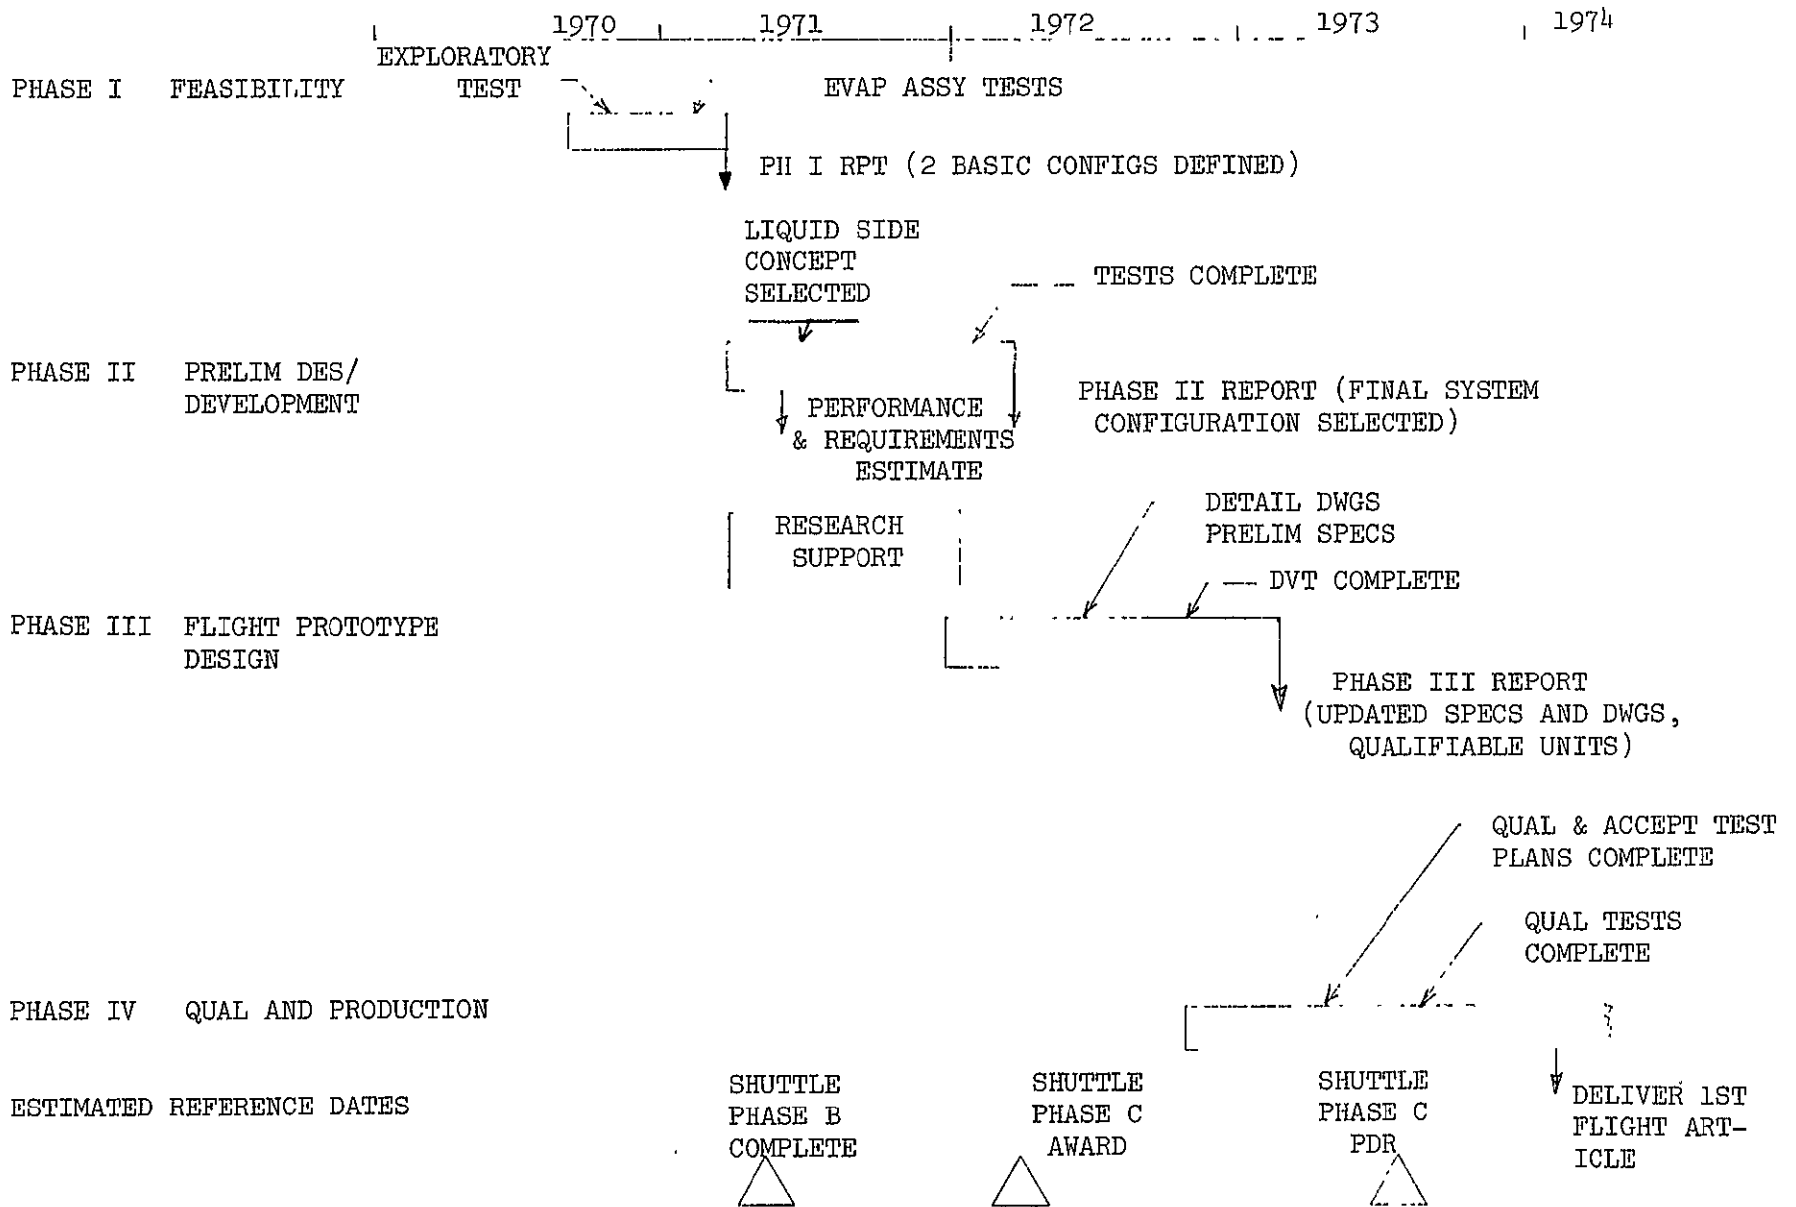 1970 1971 1972 1973 1974
EXPLORATORY
PHASE I FEASIBILITY TEST EVAP ASSY TESTS
PH I RPT (2 BASIC CONFIGS DEFINED)
LIQUID SIDE
CONCEPT
SELECTED
TESTS COMPLETE
PHASE II PRELIM DES/
DEVELOPMENT
PERFORMANCE
& REQUIREMENTS
ESTIMATE
PHASE II REPORT (FINAL SYSTEM
CONFIGURATION SELECTED)
RESEARCH
SUPPORT
DETAIL DWGS
PRELIM SPECS
DVT COMPLETE
PHASE III FLIGHT PROTOTYPE
DESIGN
PHASE III REPORT
(UPDATED SPECS AND DWGS,
QUALIFIABLE UNITS)
QUAL & ACCEPT TEST
PLANS COMPLETE
QUAL TESTS
COMPLETE
PHASE IV QUAL AND PRODUCTION
ESTIMATED REFERENCE DATES
SHUTTLE
PHASE B
COMPLETE
SHUTTLE
PHASE C
AWARD
SHUTTLE
PHASE C
PDR
DELIVER 1ST
FLIGHT ART-
ICLE